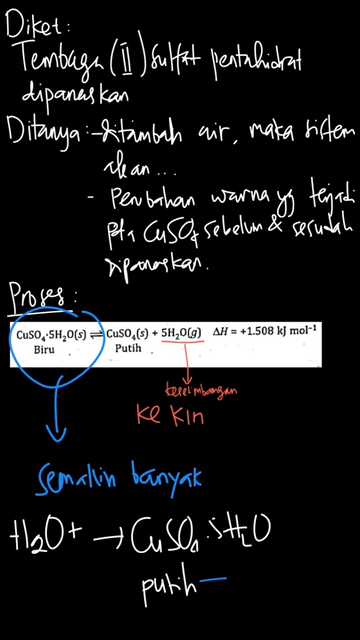 Diket:
Tembaga (II) Sulfat pentahidrat
dipanaskan
Ditanya: - ditambah air, maka sistem
akan...
- Perubahan warna yg terjadi
pda CuSO4 sebelum & sesudah
dipanaskan.
Proses:
CuSO₄·5H₂O(s) ⇌ CuSO₄(s) + 5H₂O(g) ΔH = +1.508 kJ mol⁻¹
Biru Putih
kesetimbangan
ke kiri
Semakin banyak
H₂O + → CuSO₄.5H₂O
putih —